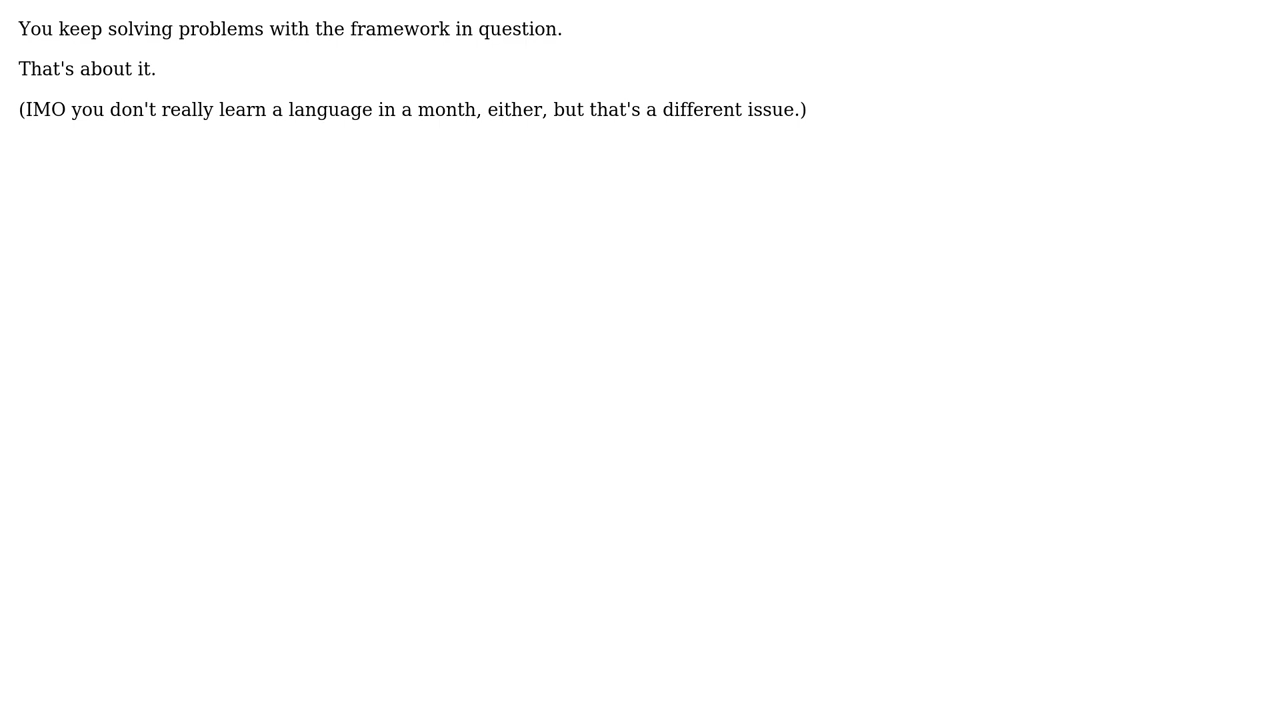 You keep solving problems with the framework in question.
That's about it.
(IMO you don't really learn a language in a month, either, but that's a different issue.)